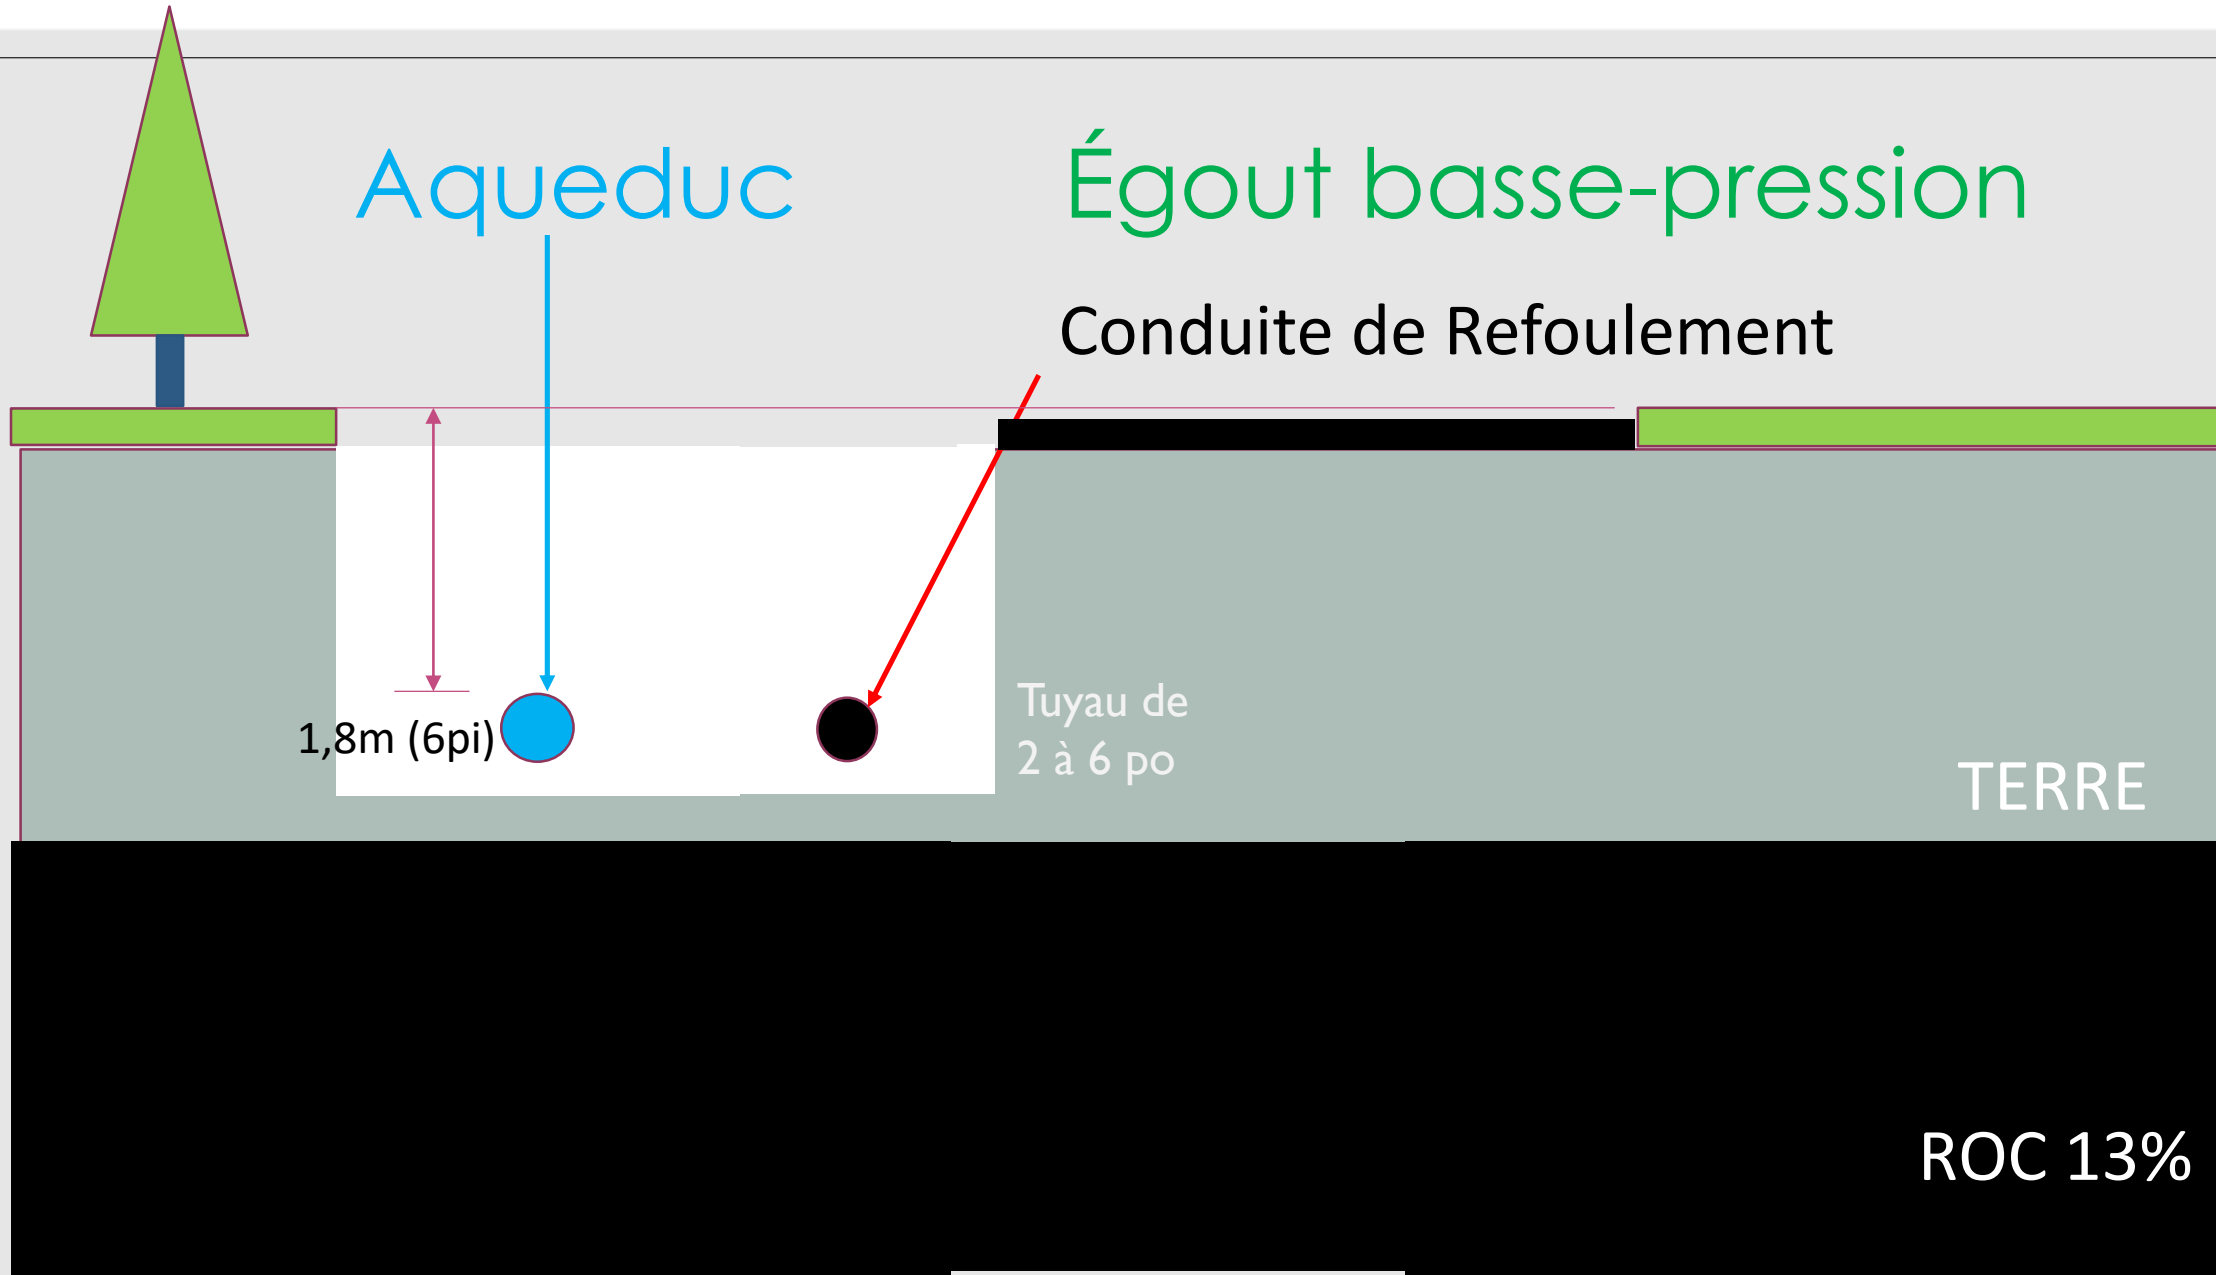 Aqueduc
Égout basse-pression
Conduite de Refoulement
Tuyau de
2 à 6 po
1,8m (6pi)
TERRE
ROC 13%